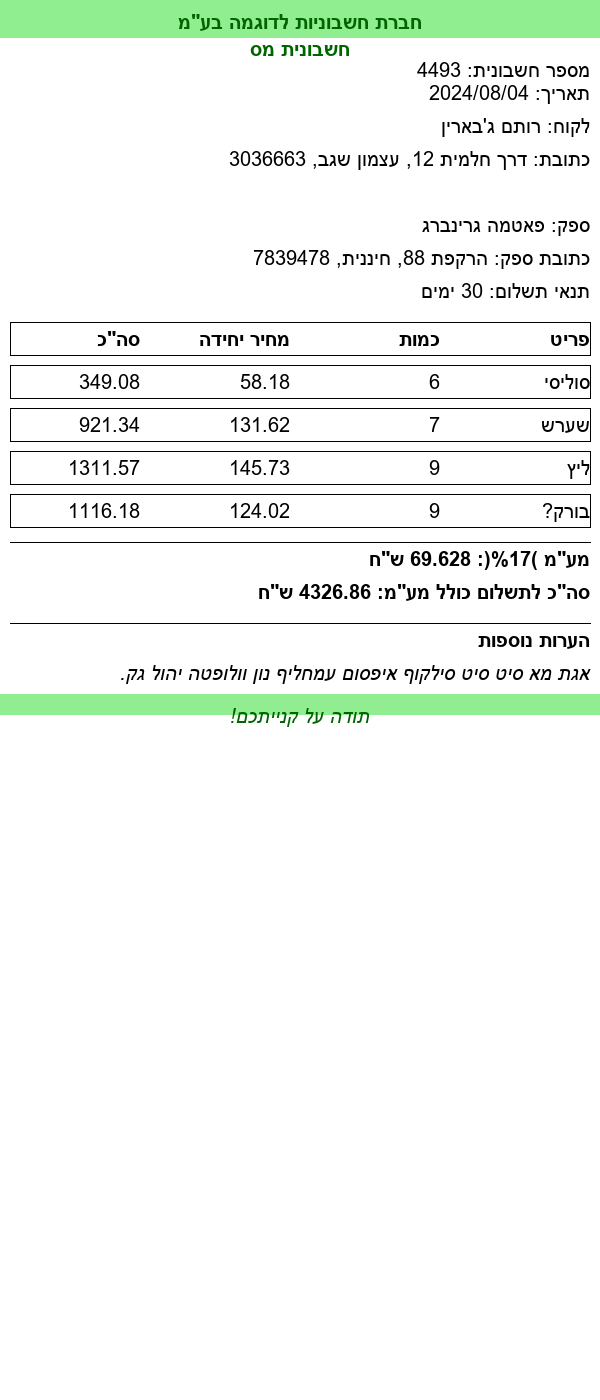 חברת חשבוניות לדוגמה בע"מ
חשבונית מס
מספר חשבונית: 4493
תאריך: 2024/08/04
לקוח: רותם ג'בארין
כתובת: דרך חלמית 12, עצמון שגב, 3036663
ספק: פאטמה גרינברג
כתובת ספק: הרקפת 88, חיננית, 7839478
תנאי תשלום: 30 ימים
פריט כמות מחיר יחידה סה"כ
סוליסי 6 58.18 349.08
שערש 7 131.62 921.34
ליץ 9 145.73 1311.57
בורק? 9 124.02 1116.18
מע"מ )17%(: 69.628 ש"ח
סה"כ לתשלום כולל מע"מ: 4326.86 ש"ח
הערות נוספות
אגת מא סיט סיט סילקוף איפסום עמחליף נון וולופטה יהול גק.
תודה על קנייתכם!